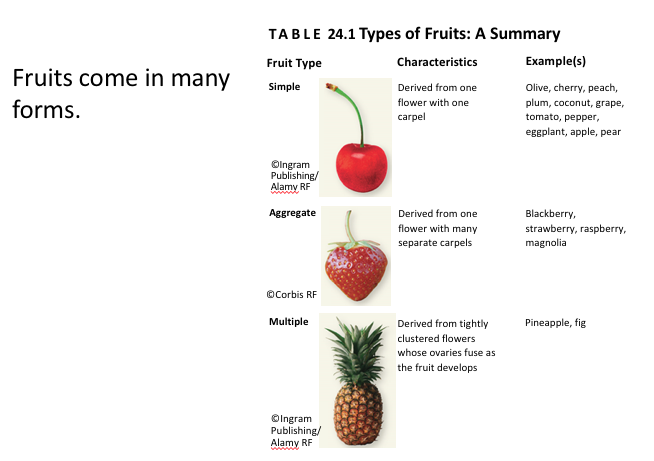 Fruits come in many
forms.
TABLE 24.1 Types of Fruits: A Summary
Fruit Type Characteristics Example(s)
Simple
Derived from one
flower with one
carpel
Olive, cherry, peach,
plum, coconut, grape,
tomato, pepper,
eggplant, apple, pear
©Ingram
Publishing/
Alamy RF
Aggregate
Derived from one
flower with many
separate carpels
Blackberry,
strawberry, raspberry,
magnolia
©Corbis RF
Multiple
Derived from tightly
clustered flowers
whose ovaries fuse as
the fruit develops
Pineapple, fig
©Ingram
Publishing/
Alamy RF